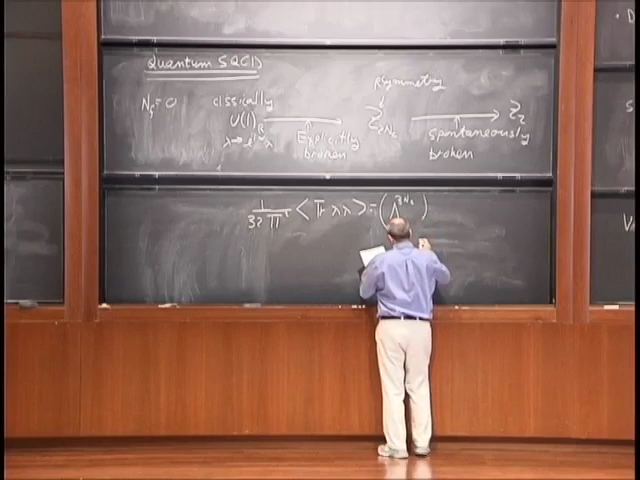 Quantum SQCD
N_f=0 classically
U(1)_R Z_{2N_c} Z_2
R symmetry
λ→e^{iα}λ Explicitly broken spontaneously broken
1/32π² <Tr λλ> = (Λ^{3N_c})